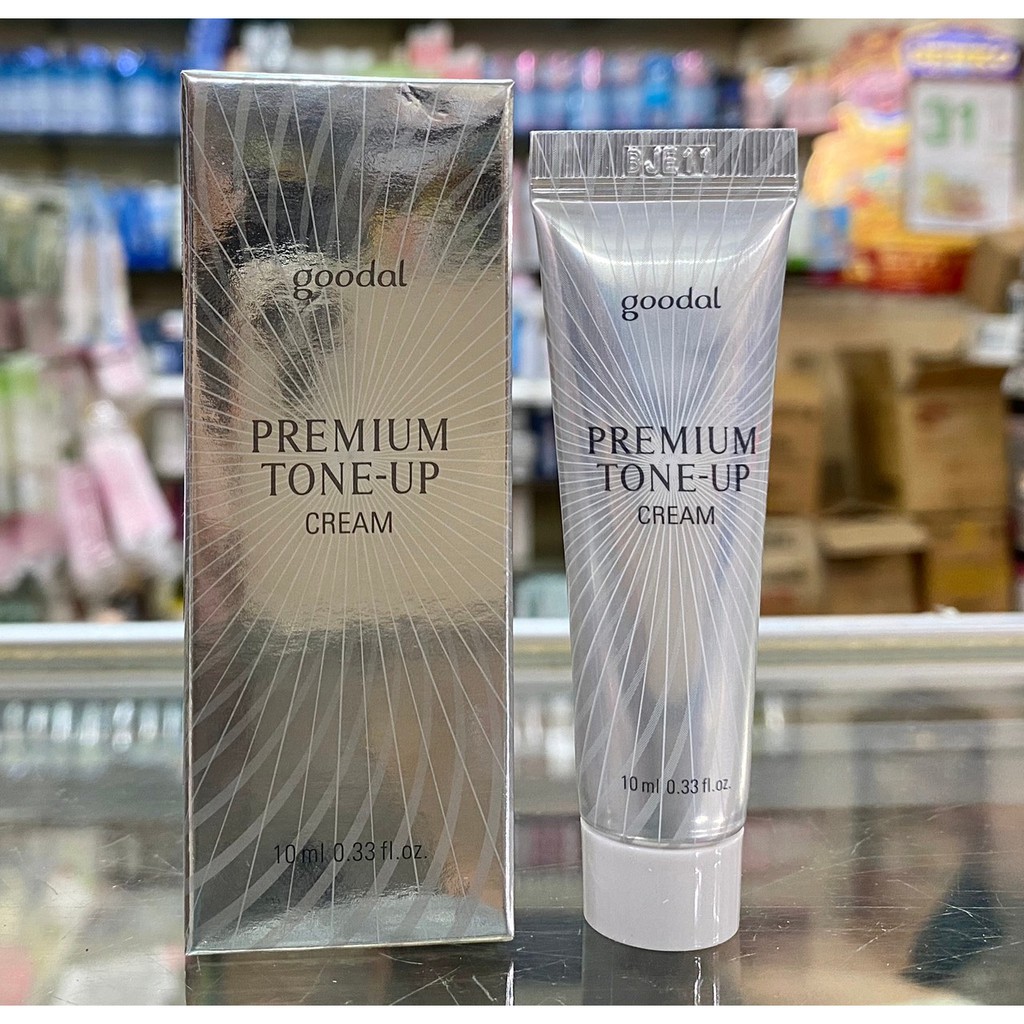 goodal
PREMIUM
TONE-UP
CREAM
10 ml 0.33 fl.oz.
BJE11
goodal
PREMIUM
TONE-UP
CREAM
10 ml 0.33 fl.oz.
31